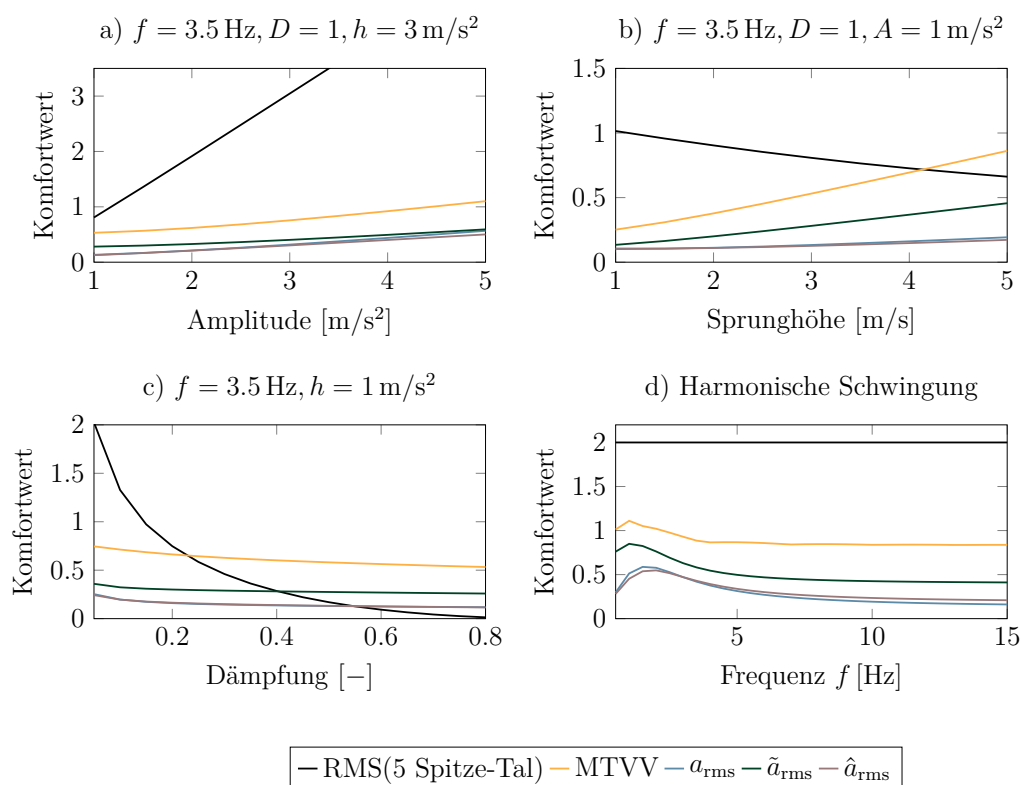 a) f = 3.5 Hz, D = 1, h = 3 m/s²
b) f = 3.5 Hz, D = 1, A = 1 m/s²
Komfortwert
3
2
1
0
1 2 3 4 5
Amplitude [m/s²]
Komfortwert
1.5
1
0.5
0
1 2 3 4 5
Sprunghöhe [m/s]
c) f = 3.5 Hz, h = 1 m/s²
d) Harmonische Schwingung
Komfortwert
2
1.5
1
0.5
0
0.2 0.4 0.6 0.8
Dämpfung [−]
Komfortwert
2
1.5
1
0.5
0
5 10 15
Frequenz f [Hz]
RMS(5 Spitze-Tal) MTVV a_rms ã_rms â_rms